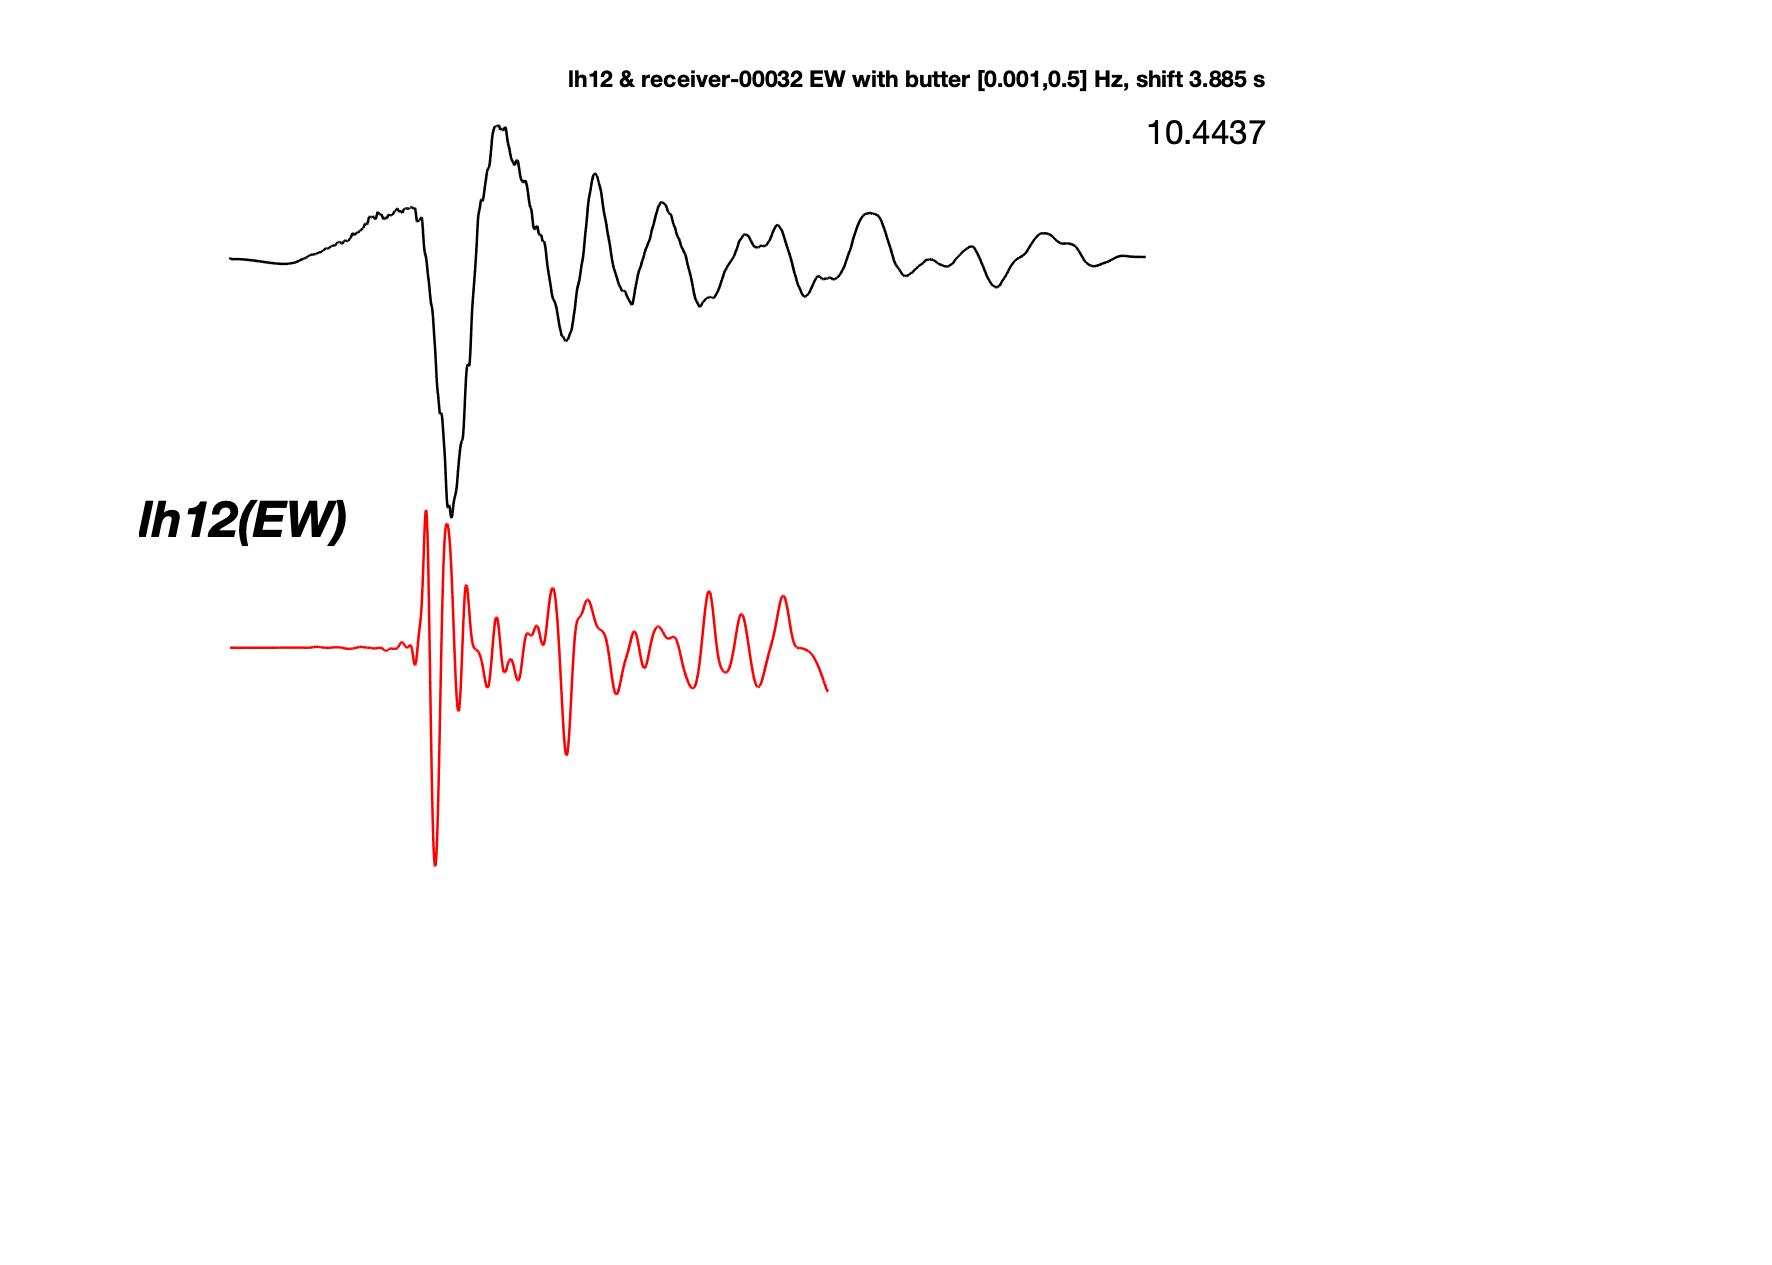 lh12 & receiver-00032 EW with butter [0.001,0.5] Hz, shift 3.885 s
10.4437
lh12(EW)